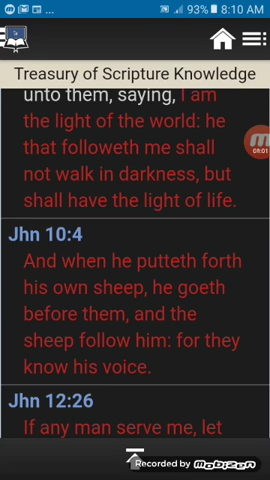 93% 8:10 AM
Treasury of Scripture Knowledge
unto them, saying, I am
the light of the world: he
that followeth me shall
not walk in darkness, but
shall have the light of life.
09:01
Jhn 10:4
And when he putteth forth
his own sheep, he goeth
before them, and the
sheep follow him: for they
know his voice.
Jhn 12:26
If any man serve me, let
Recorded by mobizen